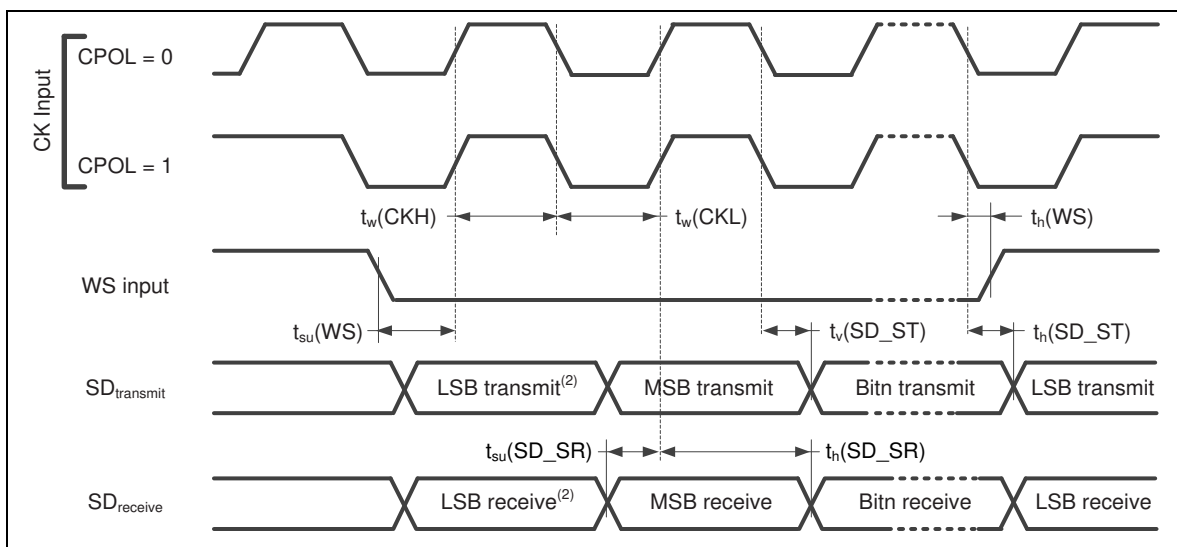 CK Input
CPOL = 0
CPOL = 1
tw(CKH)
tw(CKL)
th(WS)
WS input
tsu(WS)
tv(SD_ST)
th(SD_ST)
SDtransmit
LSB transmit(2)
MSB transmit
Bitn transmit
LSB transmit
tsu(SD_SR)
th(SD_SR)
SDreceive
LSB receive(2)
MSB receive
Bitn receive
LSB receive